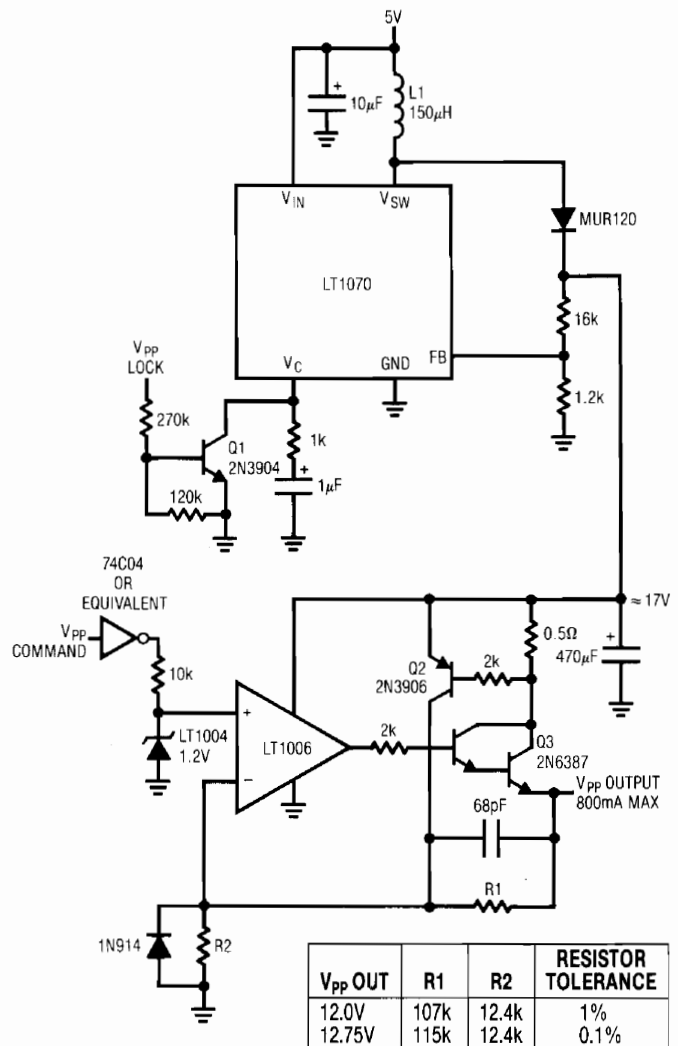 5V
+
10µF
L1
150µH
VIN
VSW
MUR120
LT1070
16k
VPP
LOCK
VC
GND
FB
1.2k
270k
1k
Q1
2N3904
+
1µF
120k
74C04
OR
EQUIVALENT
VPP
COMMAND
≈17V
0.5Ω
+
470µF
Q2
2N3906
2k
10k
+
LT1004
1.2V
LT1006
2k
Q3
2N6387
–
VPP OUTPUT
800mA MAX
68pF
R1
1N914
R2
VPP OUT R1 R2 RESISTOR TOLERANCE
12.0V 107k 12.4k 1%
12.75V 115k 12.4k 0.1%